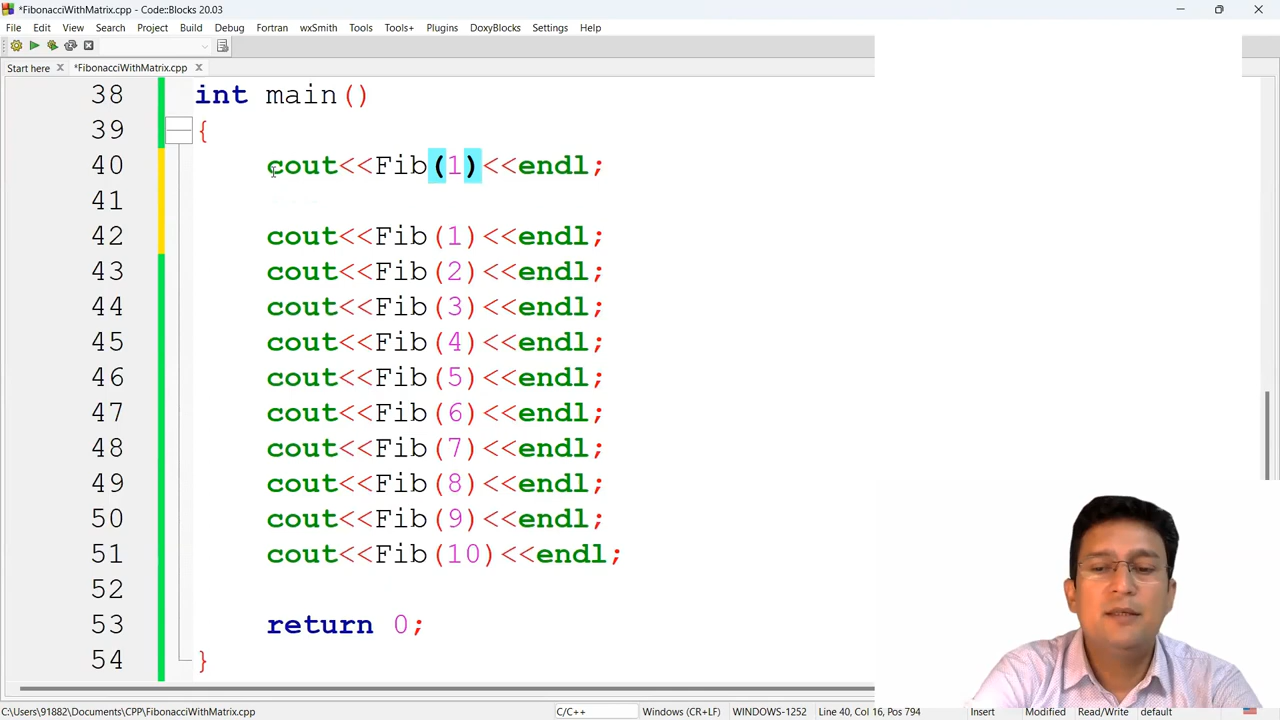 *FibonacciWithMatrix.cpp - Code::Blocks 20.03
File Edit View Search Project Build Debug Fortran wxSmith Tools Tools+ Plugins DoxyBlocks Settings Help
Start here *FibonacciWithMatrix.cpp
38 int main()
39 {
40 cout<<Fib(1)<<endl;
41
42 cout<<Fib(1)<<endl;
43 cout<<Fib(2)<<endl;
44 cout<<Fib(3)<<endl;
45 cout<<Fib(4)<<endl;
46 cout<<Fib(5)<<endl;
47 cout<<Fib(6)<<endl;
48 cout<<Fib(7)<<endl;
49 cout<<Fib(8)<<endl;
50 cout<<Fib(9)<<endl;
51 cout<<Fib(10)<<endl;
52
53 return 0;
54 }
C:\Users\91882\Documents\CPP\FibonacciWithMatrix.cpp C/C++ Windows (CR+LF) WINDOWS-1252 Line 40, Col 16, Pos 794 Insert Modified Read/Write default